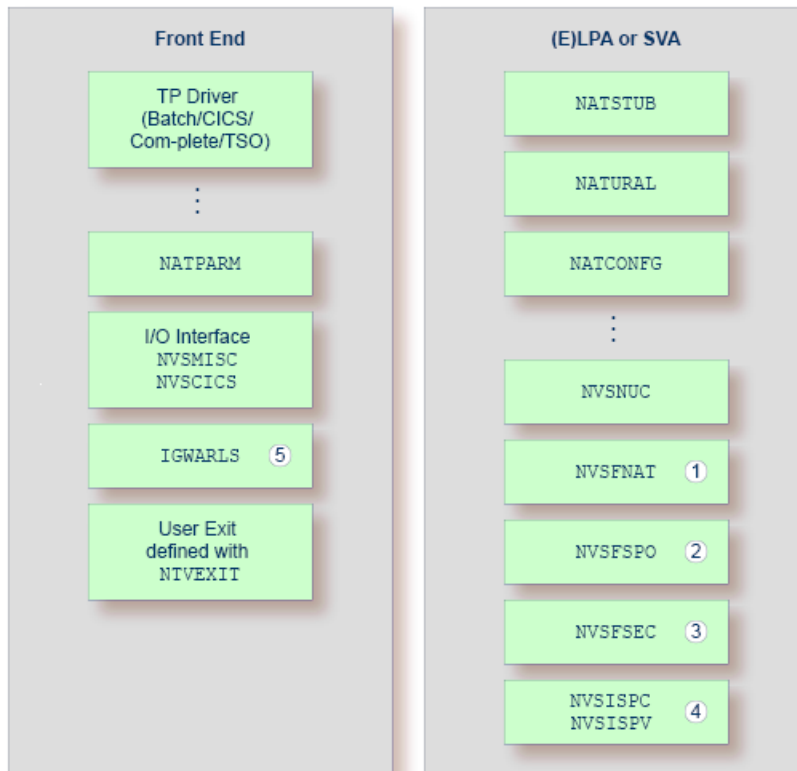 Front End
TP Driver
(Batch/CICS/
Com-plete/TSO)
NATPARM
I/O Interface
NVSMISC
NVSCICS
IGWARLS 5
User Exit
defined with
NTVEXIT
(E)LPA or SVA
NATSTUB
NATURAL
NATCONFG
NVSNUC
NVSFNAT 1
NVSFSPO 2
NVSFSEC 3
NVSISPC
NVSISPV 4